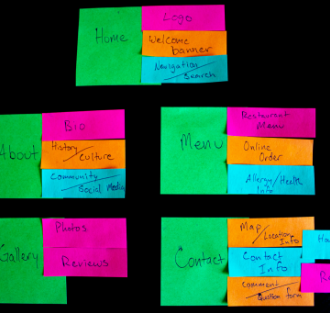 Home
Logo
Welcome
banner
Navigation
Search
About
Bio
History/
Culture
Community/
Social Media
Menu
Restaurant
Menu
Online
Order
Allergy/Health
Info
Gallery
Photos
Reviews
Contact
Map
/Location
Info
Contact
Info
Comment
form